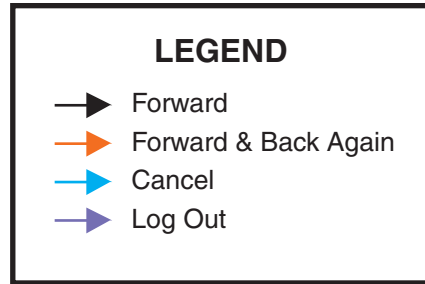 LEGEND
Forward
Forward & Back Again
Cancel
Log Out